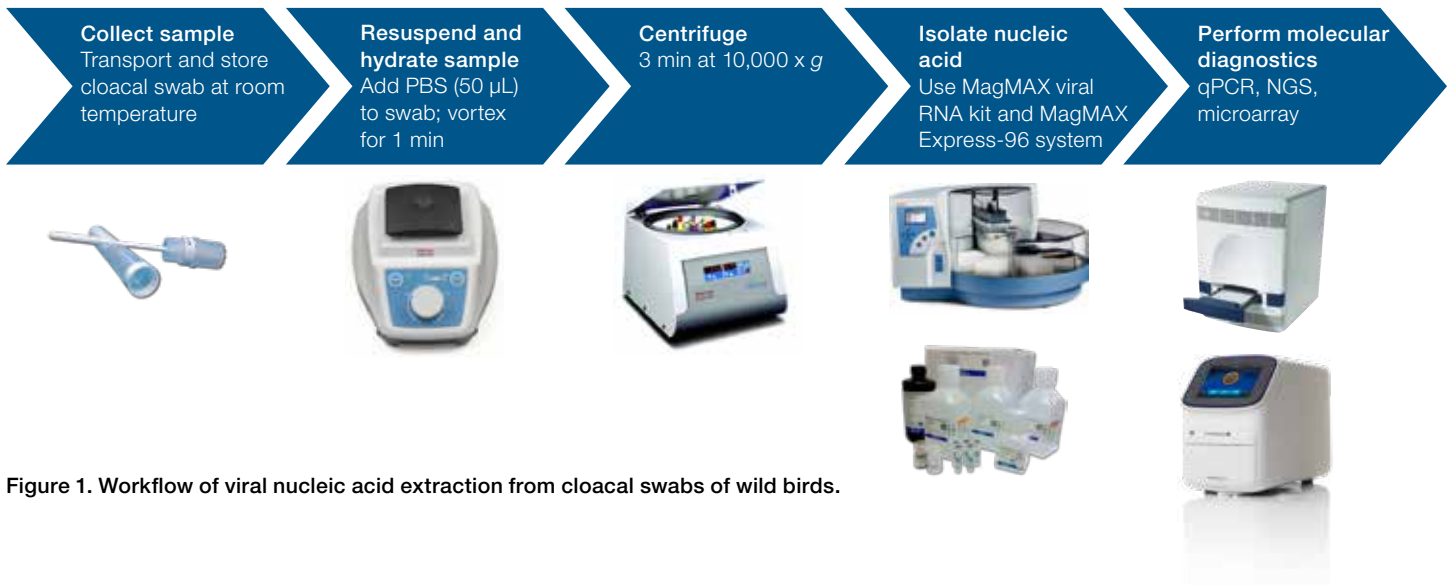 Collect sample
Transport and store
cloacal swab at room
temperature
Resuspend and
hydrate sample
Add PBS (50 µL)
to swab; vortex
for 1 min
Centrifuge
3 min at 10,000 x g
Isolate nucleic
acid
Use MagMAX viral
RNA kit and MagMAX
Express-96 system
Perform molecular
diagnostics
qPCR, NGS,
microarray
Figure 1. Workflow of viral nucleic acid extraction from cloacal swabs of wild birds.